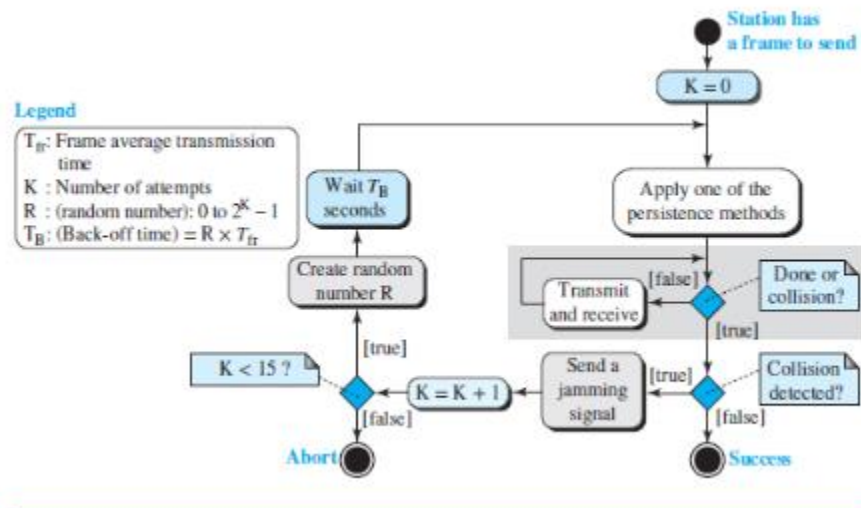 Station has
a frame to send
K = 0
Legend
Tfr: Frame average transmission
time
K : Number of attempts
R : (random number): 0 to 2^K – 1
TB: (Back-off time) = R × Tfr
Wait TB
seconds
Apply one of the
persistence methods
Create random
number R
[false]
Transmit
and receive
Done or
collision?
[true]
[true]
K < 15 ?
[false]
K = K + 1
Send a
jamming
signal
[true]
Collision
detected?
[false]
Abort
Success